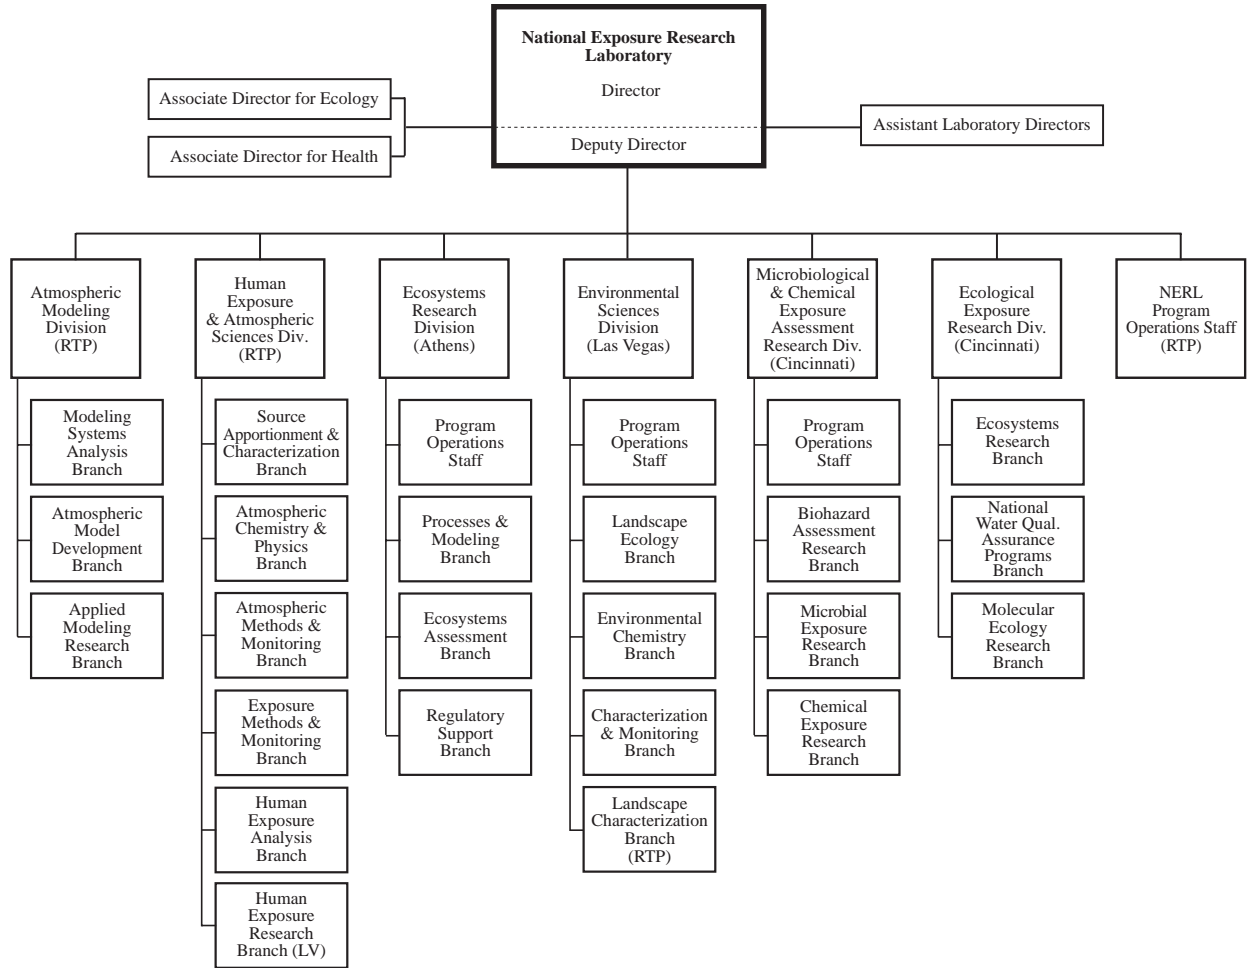 National Exposure Research
Laboratory
Director
Deputy Director
Associate Director for Ecology
Associate Director for Health
Assistant Laboratory Directors
Atmospheric
Modeling
Division
(RTP)
Modeling
Systems
Analysis
Branch
Atmospheric
Model
Development
Branch
Applied
Modeling
Research
Branch
Human
Exposure
& Atmospheric
Sciences Div.
(RTP)
Source
Apportionment &
Characterization
Branch
Atmospheric
Chemistry &
Physics
Branch
Atmospheric
Methods &
Monitoring
Branch
Exposure
Methods &
Monitoring
Branch
Human
Exposure
Analysis
Branch
Human
Exposure
Research
Branch (LV)
Ecosystems
Research
Division
(Athens)
Program
Operations
Staff
Processes &
Modeling
Branch
Ecosystems
Assessment
Branch
Regulatory
Support
Branch
Environmental
Sciences
Division
(Las Vegas)
Program
Operations
Staff
Landscape
Ecology
Branch
Environmental
Chemistry
Branch
Characterization
& Monitoring
Branch
Landscape
Characterization
Branch
(RTP)
Microbiological
& Chemical
Exposure
Assessment
Research Div.
(Cincinnati)
Program
Operations
Staff
Biohazard
Assessment
Research
Branch
Microbial
Exposure
Research
Branch
Chemical
Exposure
Research
Branch
Ecological
Exposure
Research Div.
(Cincinnati)
Ecosystems
Research
Branch
National
Water Qual.
Assurance
Programs
Branch
Molecular
Ecology
Research
Branch
NERL
Program
Operations Staff
(RTP)